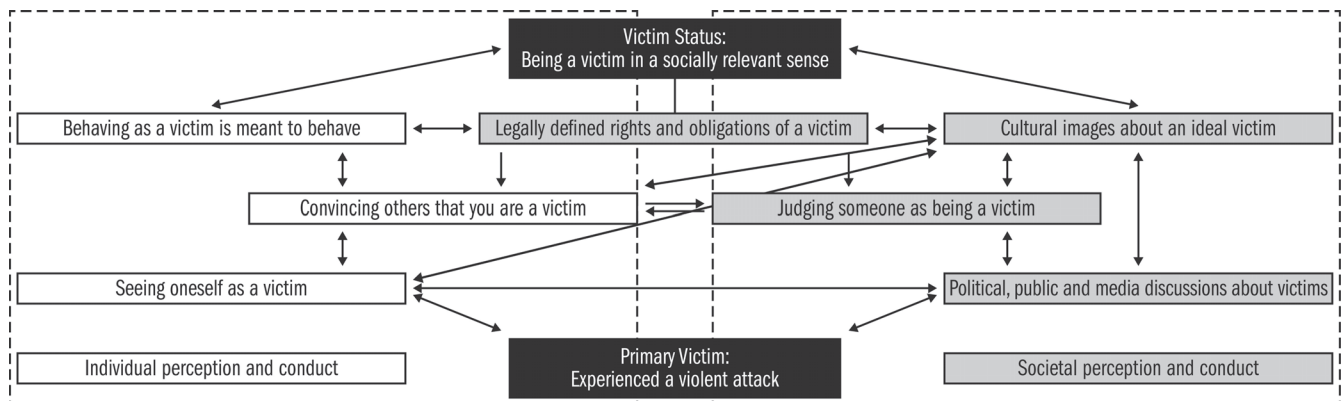 Victim Status:
Being a victim in a socially relevant sense
Behaving as a victim is meant to behave
Legally defined rights and obligations of a victim
Cultural images about an ideal victim
Convincing others that you are a victim
Judging someone as being a victim
Seeing oneself as a victim
Political, public and media discussions about victims
Primary Victim:
Experienced a violent attack
Individual perception and conduct
Societal perception and conduct